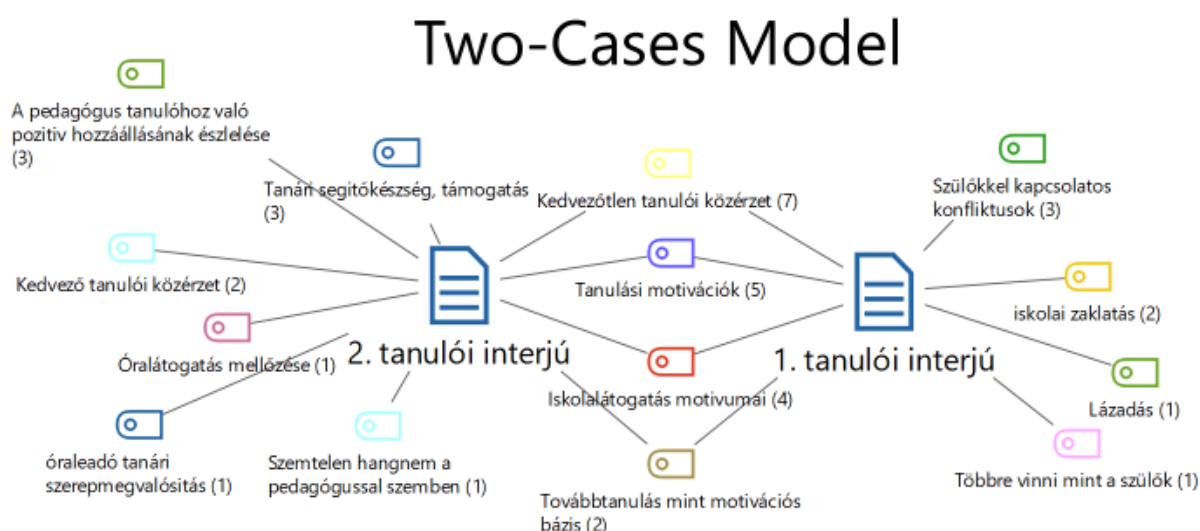 Two-Cases Model
A pedagógus tanulóhoz való
pozitiv hozzáállásának észlelése
(3)
Tanári segitőkészség, támogatás
(3)
Kedvezőtlen tanulói közérzet (7)
Szülőkkel kapcsolatos
konfliktusok (3)
Kedvező tanulói közérzet (2)
Tanulási motivációk (5)
iskolai zaklatás (2)
Óralátogatás mellőzése (1)
2. tanulói interjú
1. tanulói interjú
Iskolalátogatás motivumai (4)
Lázadás (1)
óraleadó tanári
szerepmegvalósitás (1)
Szemtelen hangnem a
pedagógussal szemben (1)
Továbbtanulás mint motivációs
bázis (2)
Többre vinni mint a szülők (1)